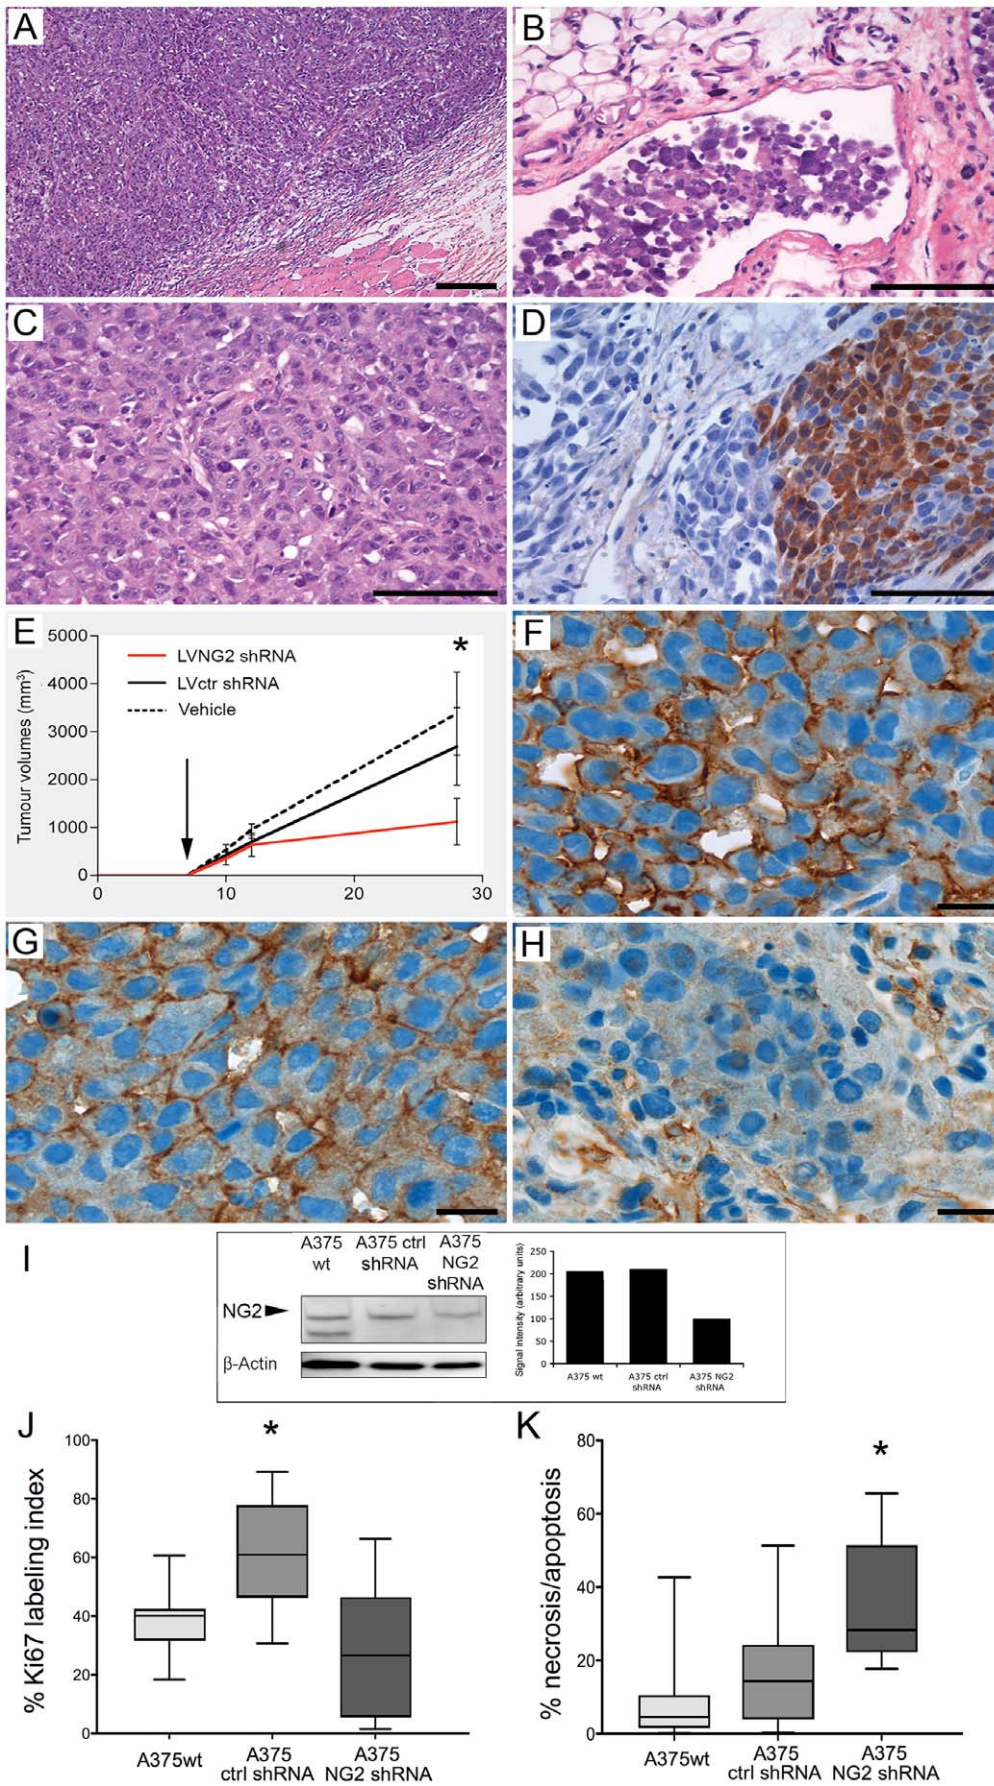 A
B
C
D
E
5000
4000
3000
2000
1000
0
Tumour volumes (mm³)
LVNG2 shRNA
LVctr shRNA
Vehicle
*
0 10 20 30
F
G
H
I
A375 wt
A375 ctrl shRNA
A375 NG2 shRNA
NG2
β-Actin
Signal intensity (arbitrary units)
250
200
150
100
50
0
A375 wt
A375 ctrl shRNA
A375 NG2 shRNA
J
% Ki67 labeling index
100
80
60
40
20
0
*
A375wt
A375 ctrl shRNA
A375 NG2 shRNA
K
% necrosis/apoptosis
80
60
40
20
0
*
A375wt
A375 ctrl shRNA
A375 NG2 shRNA